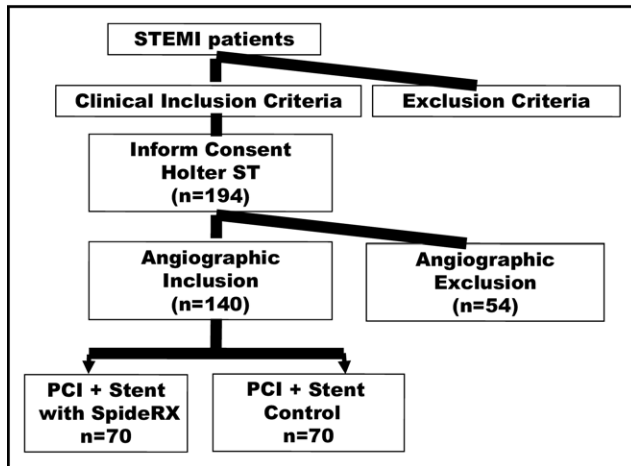 STEMI patients
Clinical Inclusion Criteria
Exclusion Criteria
Inform Consent
Holter ST
(n=194)
Angiographic
Inclusion
(n=140)
Angiographic
Exclusion
(n=54)
PCI + Stent
with SpideRX
n=70
PCI + Stent
Control
n=70